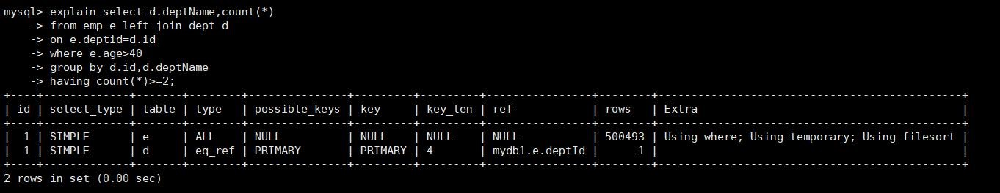 mysql> explain select d.deptName,count(*)
    -> from emp e left join dept d
    -> on e.deptid=d.id
    -> where e.age>40
    -> group by d.id,d.deptName
    -> having count(*)>=2;
+----+-------------+-------+--------+---------------+---------+---------+----------------+--------+----------------------------------------------+
| id | select_type | table | type   | possible_keys | key     | key_len | ref            | rows   | Extra                                        |
+----+-------------+-------+--------+---------------+---------+---------+----------------+--------+----------------------------------------------+
|  1 | SIMPLE      | e     | ALL    | NULL          | NULL    | NULL    | NULL           | 500493 | Using where; Using temporary; Using filesort |
|  1 | SIMPLE      | d     | eq_ref | PRIMARY       | PRIMARY | 4       | mydb1.e.deptId |      1 |                                              |
+----+-------------+-------+--------+---------------+---------+---------+----------------+--------+----------------------------------------------+
2 rows in set (0.00 sec)